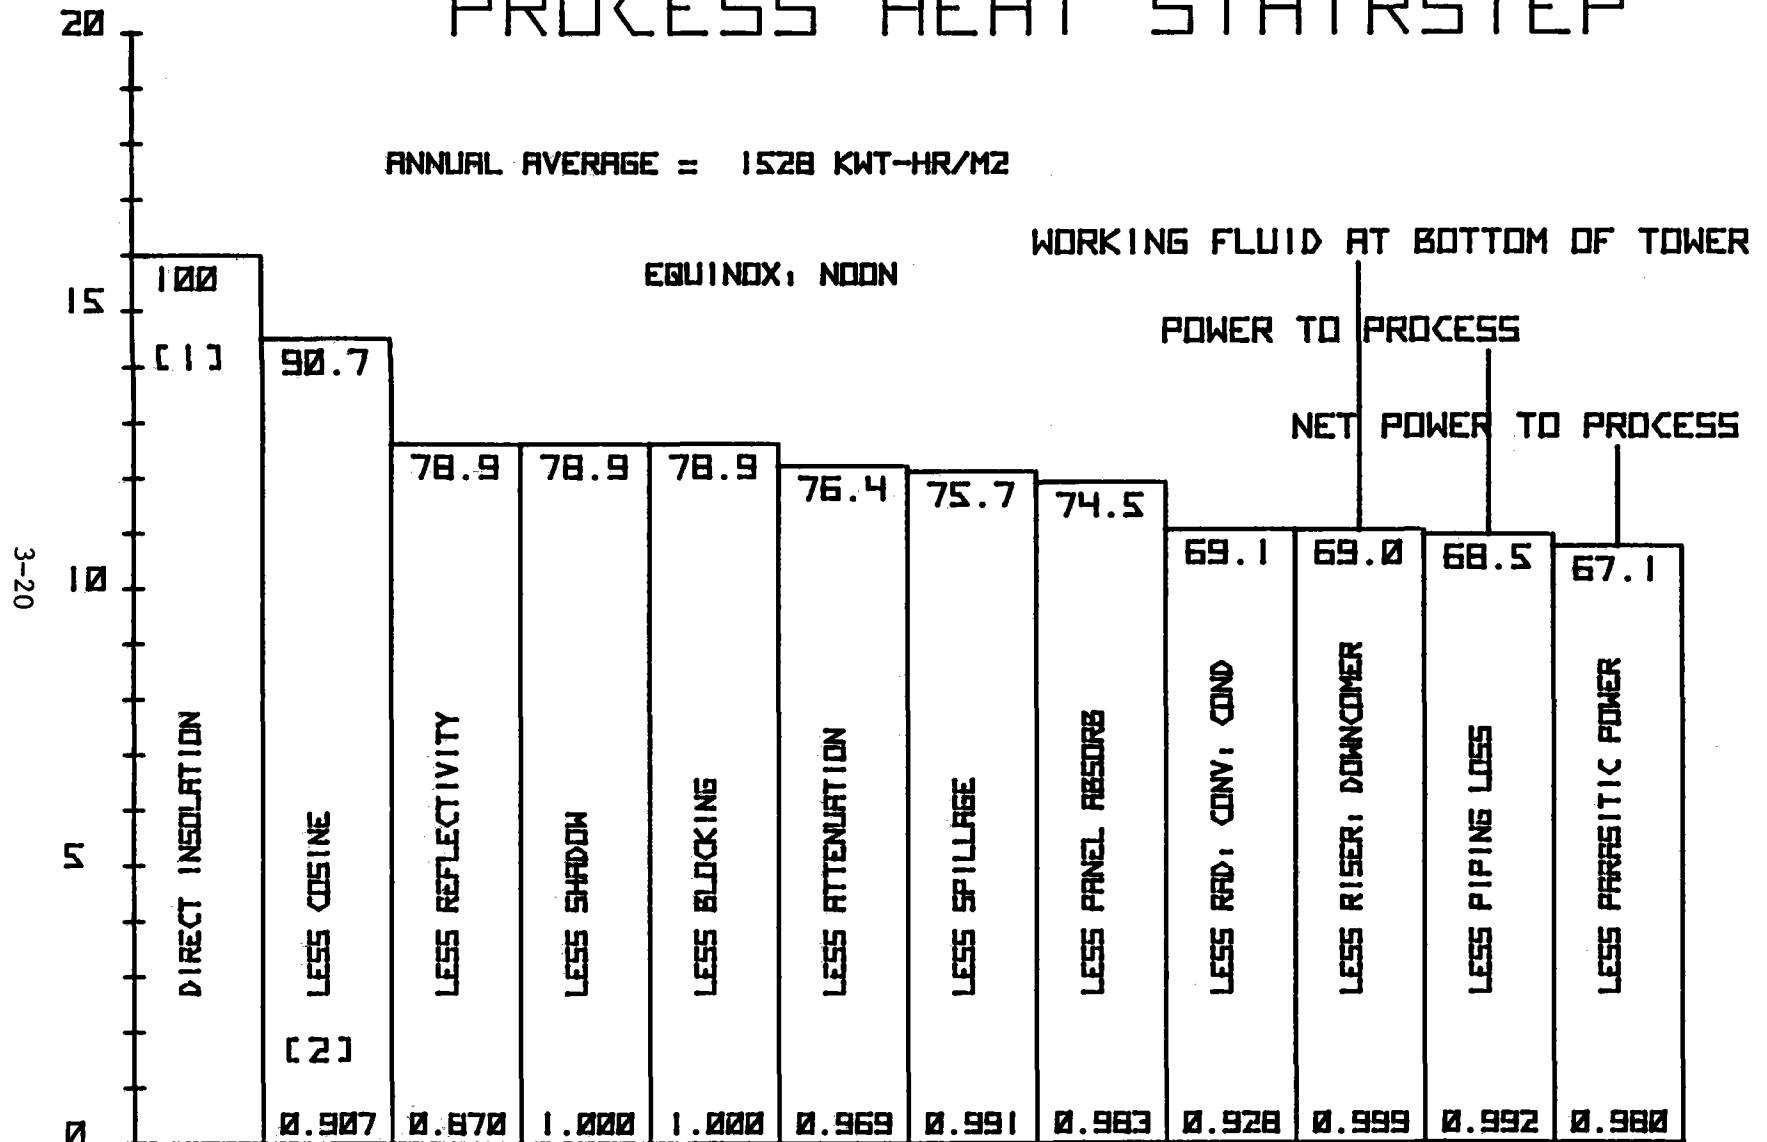 PROCESS HEAT STAIRSTEP
20
ANNUAL AVERAGE = 1528 KWT-HR/M2
WORKING FLUID AT BOTTOM OF TOWER
EQUINOX, NOON
15
POWER TO PROCESS
NET POWER TO PROCESS
100
[1]
90.7
78.9
78.9
78.9
76.4
75.7
74.5
69.1
69.0
68.5
67.1
10
3-20
DIRECT INSOLATION
LESS COSINE
LESS REFLECTIVITY
LESS SHADOW
LESS BLOCKING
LESS ATTENUATION
LESS SPILLAGE
LESS PANEL ABSORB
LESS RAD, CONV, COND
LESS RISER, DOWNCOMER
LESS PIPING LOSS
LESS PARASITIC POWER
5
[2]
0
0.907
0.870
1.000
1.000
0.969
0.991
0.983
0.928
0.999
0.992
0.980